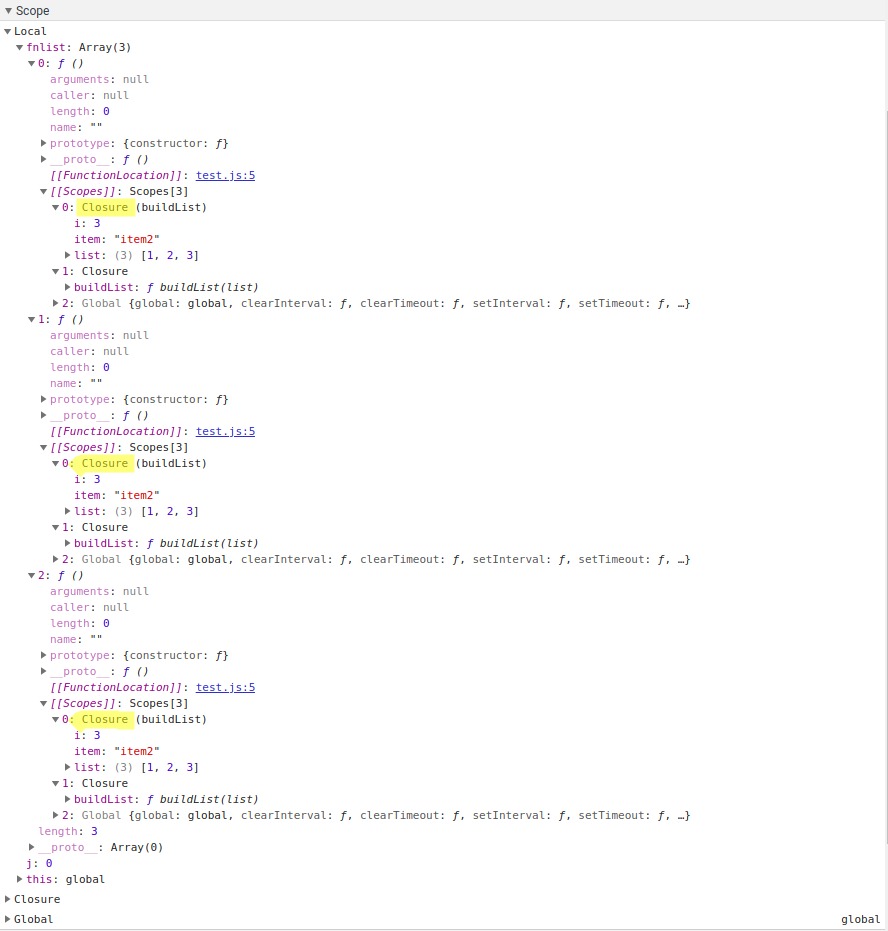 Scope
Local
fnlist: Array(3)
0: ƒ ()
arguments: null
caller: null
length: 0
name: ""
prototype: {constructor: ƒ}
__proto__: ƒ ()
[[FunctionLocation]]: test.js:5
[[Scopes]]: Scopes[3]
0: Closure (buildList)
i: 3
item: "item2"
list: (3) [1, 2, 3]
1: Closure
buildList: ƒ buildList(list)
2: Global {global: global, clearInterval: ƒ, clearTimeout: ƒ, setInterval: ƒ, setTimeout: ƒ, …}
1: ƒ ()
arguments: null
caller: null
length: 0
name: ""
prototype: {constructor: ƒ}
__proto__: ƒ ()
[[FunctionLocation]]: test.js:5
[[Scopes]]: Scopes[3]
0: Closure (buildList)
i: 3
item: "item2"
list: (3) [1, 2, 3]
1: Closure
buildList: ƒ buildList(list)
2: Global {global: global, clearInterval: ƒ, clearTimeout: ƒ, setInterval: ƒ, setTimeout: ƒ, …}
2: ƒ ()
arguments: null
caller: null
length: 0
name: ""
prototype: {constructor: ƒ}
__proto__: ƒ ()
[[FunctionLocation]]: test.js:5
[[Scopes]]: Scopes[3]
0: Closure (buildList)
i: 3
item: "item2"
list: (3) [1, 2, 3]
1: Closure
buildList: ƒ buildList(list)
2: Global {global: global, clearInterval: ƒ, clearTimeout: ƒ, setInterval: ƒ, setTimeout: ƒ, …}
length: 3
__proto__: Array(0)
j: 0
this: global
Closure
Global global